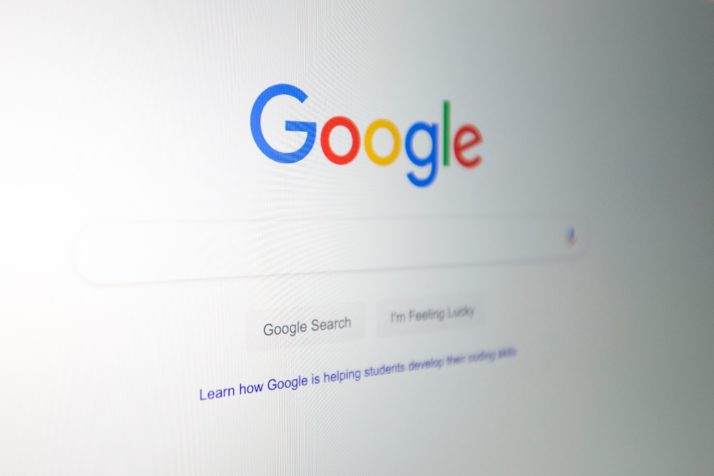 Google
Google Search
I'm Feeling Lucky
Learn how Google is helping students develop their coding skills